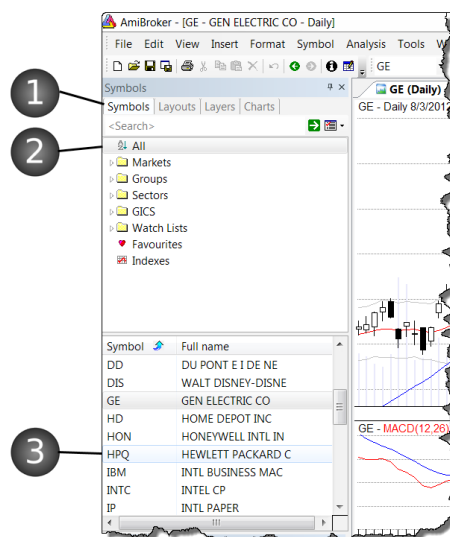 AmiBroker - [GE - GEN ELECTRIC CO - Daily]
File Edit View Insert Format Symbol Analysis Tools
GE
Symbols
Symbols Layouts Layers Charts
<Search>
All
Markets
Groups
Sectors
GICS
Watch Lists
Favourites
Indexes
Symbol Full name
DD DU PONT E I DE NE
DIS WALT DISNEY-DISNE
GE GEN ELECTRIC CO
HD HOME DEPOT INC
HON HONEYWELL INTL IN
HPQ HEWLETT PACKARD C
IBM INTL BUSINESS MAC
INTC INTEL CP
IP INTL PAPER
GE (Daily)
GE - Daily 8/3/2012
GE - MACD(12,26)
1
2
3